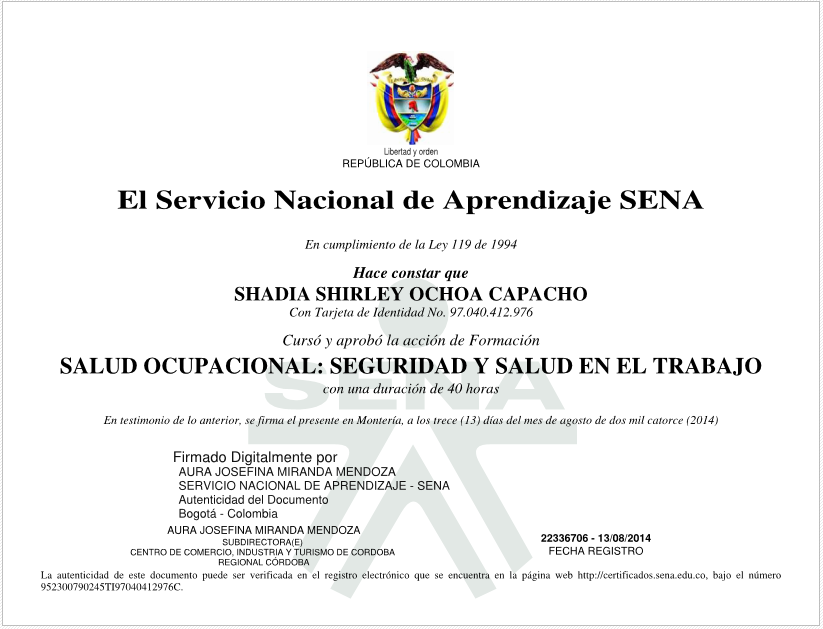 Libertad y orden
REPÚBLICA DE COLOMBIA
El Servicio Nacional de Aprendizaje SENA
En cumplimiento de la Ley 119 de 1994
Hace constar que
SHADIA SHIRLEY OCHOA CAPACHO
Con Tarjeta de Identidad No. 97.040.412.976
Cursó y aprobó la acción de Formación
SALUD OCUPACIONAL: SEGURIDAD Y SALUD EN EL TRABAJO
con una duración de 40 horas
SENA
En testimonio de lo anterior, se firma el presente en Montería, a los trece (13) días del mes de agosto de dos mil catorce (2014)
Firmado Digitalmente por
AURA JOSEFINA MIRANDA MENDOZA
SERVICIO NACIONAL DE APRENDIZAJE - SENA
Autenticidad del Documento
Bogotá - Colombia
AURA JOSEFINA MIRANDA MENDOZA
SUBDIRECTORA(E)
CENTRO DE COMERCIO, INDUSTRIA Y TURISMO DE CORDOBA
REGIONAL CÓRDOBA
22336706 - 13/08/2014
FECHA REGISTRO
La autenticidad de este documento puede ser verificada en el registro electrónico que se encuentra en la página web http://certificados.sena.edu.co, bajo el número
952300790245TI97040412976C.